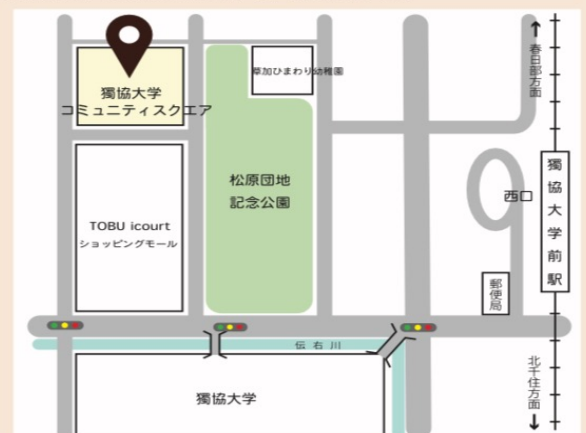 獨協大学
コミュニティスクエア
草加ひまわり幼稚園
春日部方面
松原団地
記念公園
TOBU icourt
ショッピングモール
西口
獨協大学前駅
郵便局
伝右川
獨協大学
北千住方面